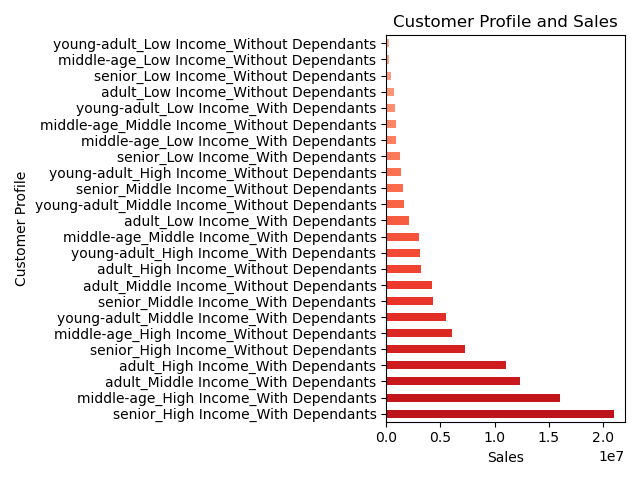 Customer Profile and Sales
young-adult_Low Income_Without Dependants
middle-age_Low Income_Without Dependants
senior_Low Income_Without Dependants
adult_Low Income_Without Dependants
young-adult_Low Income_With Dependants
middle-age_Middle Income_Without Dependants
middle-age_Low Income_With Dependants
senior_Low Income_With Dependants
young-adult_High Income_Without Dependants
senior_Middle Income_Without Dependants
young-adult_Middle Income_Without Dependants
adult_Low Income_With Dependants
middle-age_Middle Income_With Dependants
young-adult_High Income_With Dependants
adult_High Income_Without Dependants
adult_Middle Income_Without Dependants
senior_Middle Income_With Dependants
young-adult_Middle Income_With Dependants
middle-age_High Income_Without Dependants
senior_High Income_Without Dependants
adult_High Income_With Dependants
adult_Middle Income_With Dependants
middle-age_High Income_With Dependants
senior_High Income_With Dependants
Customer Profile
0.0 0.5 1.0 1.5 2.0
1e7
Sales